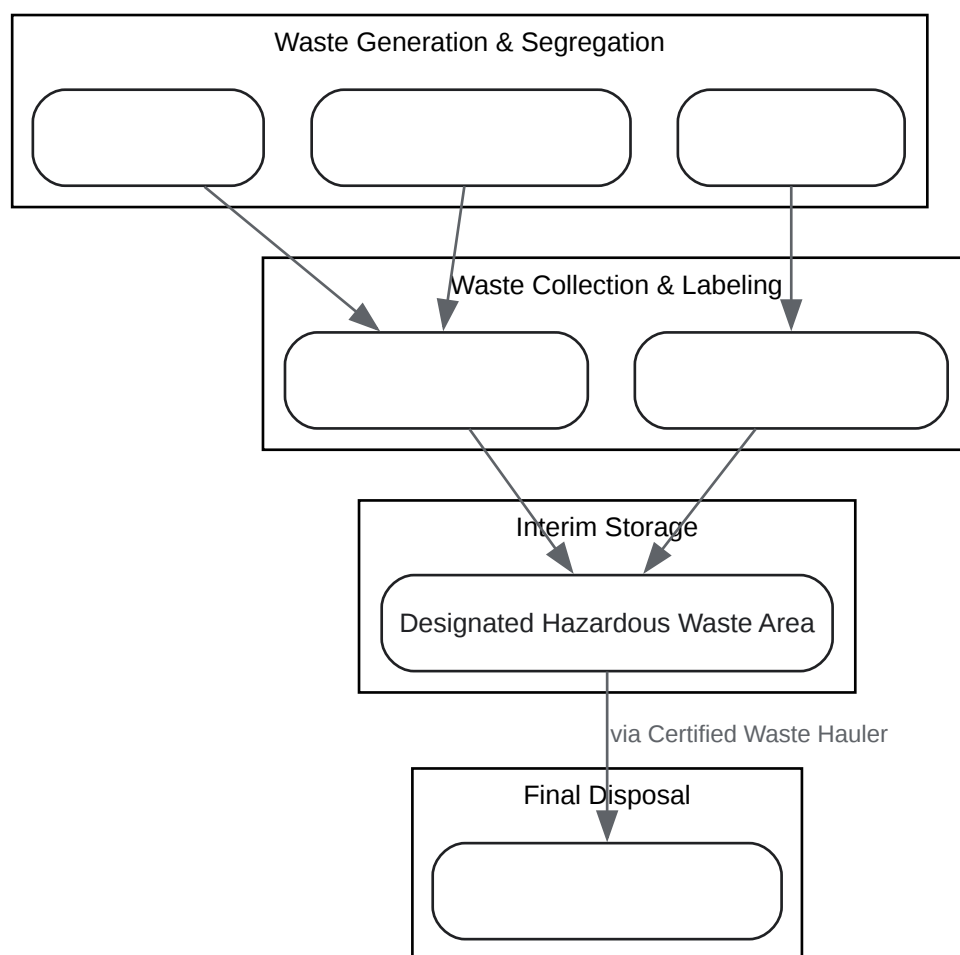 Waste Generation & Segregation
Waste Collection & Labeling
Interim Storage
Designated Hazardous Waste Area
via Certified Waste Hauler
Final Disposal